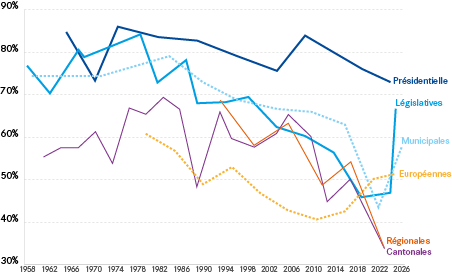 90%
80%
Présidentielle
70%
Législatives
60%
Municipales
50%
Européennes
40%
Régionales
Cantonales
30%
1958 1962 1966 1970 1974 1978 1982 1986 1990 1994 1998 2002 2006 2010 2014 2018 2022 2026